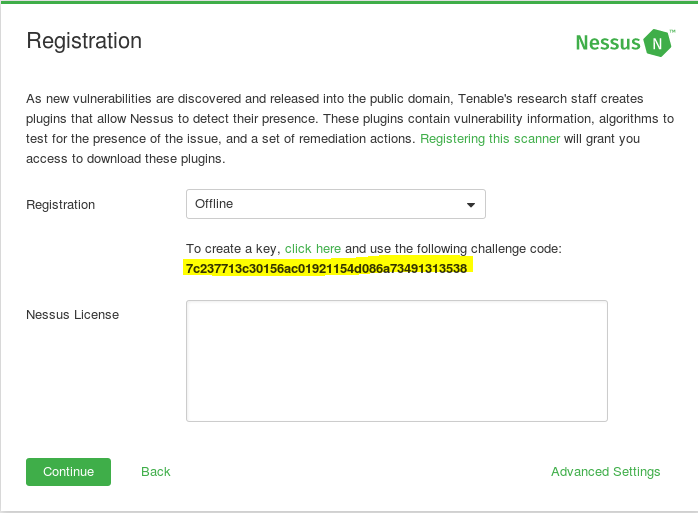 Registration
Nessus N ™
As new vulnerabilities are discovered and released into the public domain, Tenable's research staff creates
plugins that allow Nessus to detect their presence. These plugins contain vulnerability information, algorithms to
test for the presence of the issue, and a set of remediation actions. Registering this scanner will grant you
access to download these plugins.
Registration
Offline
To create a key, click here and use the following challenge code:
7c237713c30156ac01921154d086a73491313538
Nessus License
Continue
Back
Advanced Settings